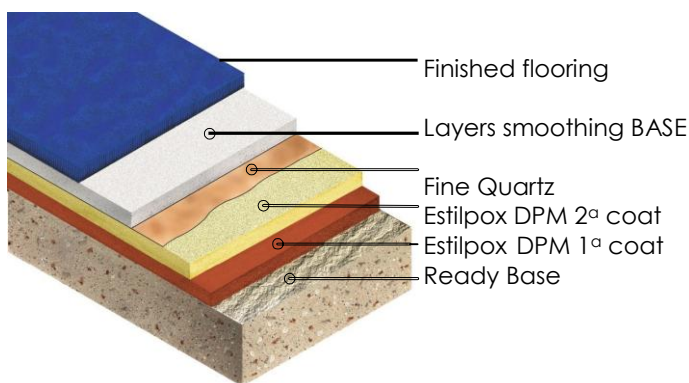 Finished flooring
Layers smoothing BASE
Fine Quartz
Estilpox DPM 2ª coat
Estilpox DPM 1ª coat
Ready Base